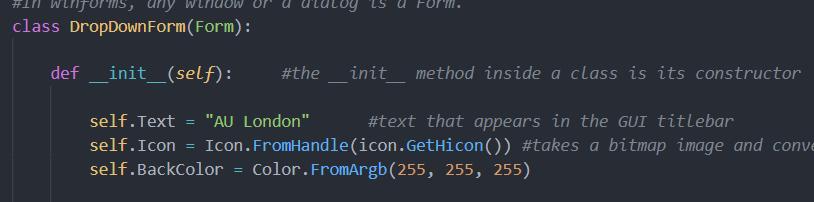 #In winforms, any window or a dialog is a Form.
class DropDownForm(Form):
def __init__(self):     #the __init__ method inside a class is its constructor
self.Text = "AU London"      #text that appears in the GUI titlebar
self.Icon = Icon.FromHandle(icon.GetHicon()) #takes a bitmap image and conve
self.BackColor = Color.FromArgb(255, 255, 255)